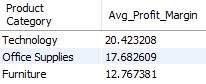 Product Category Avg_Profit_Margin
Technology 20.423208
Office Supplies 17.682609
Furniture 12.767381